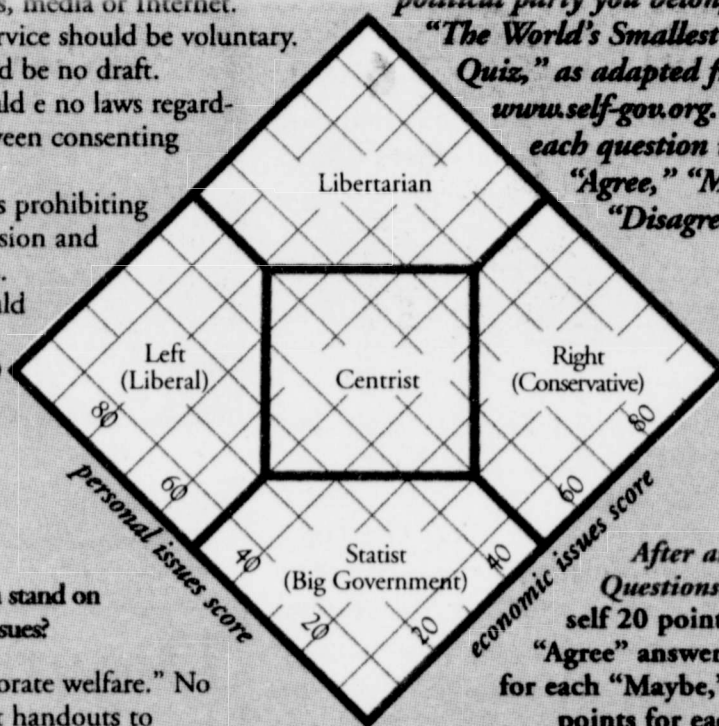 s, media or Internet.
rvice should be voluntary.
d be no draft.
ld e no laws regard-
veen consenting
s prohibiting
sion and
ld
political party you belon
“The World’s Smallest
Quiz,” as adapted f
www.self-gov.org.
each question
“Agree,” “M
“Disagre
Libertarian
Left
(Liberal)
Centrist
Right
(Conservative)
Statist
(Big Government)
80
60
40
20
personal issues score
20
40
60
80
economic issues score
stand on
sues?
orate welfare.” No
handouts to
After a
Questions
self 20 point
“Agree” answer
for each “Maybe,”
points for ea